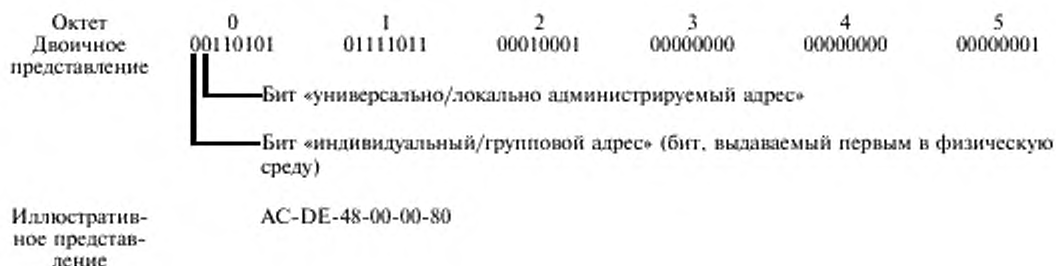 Октет 0 1 2 3 4 5
Двоичное 00110101 01111011 00010001 00000000 00000000 00000001
представление
Бит «универсально/локально администрируемый адрес»
Бит «индивидуальный/групповой адрес» (бит, выдаваемый первым в физическую
среду)
Иллюстратив- AC-DE-48-00-00-80
ное представ-
ление